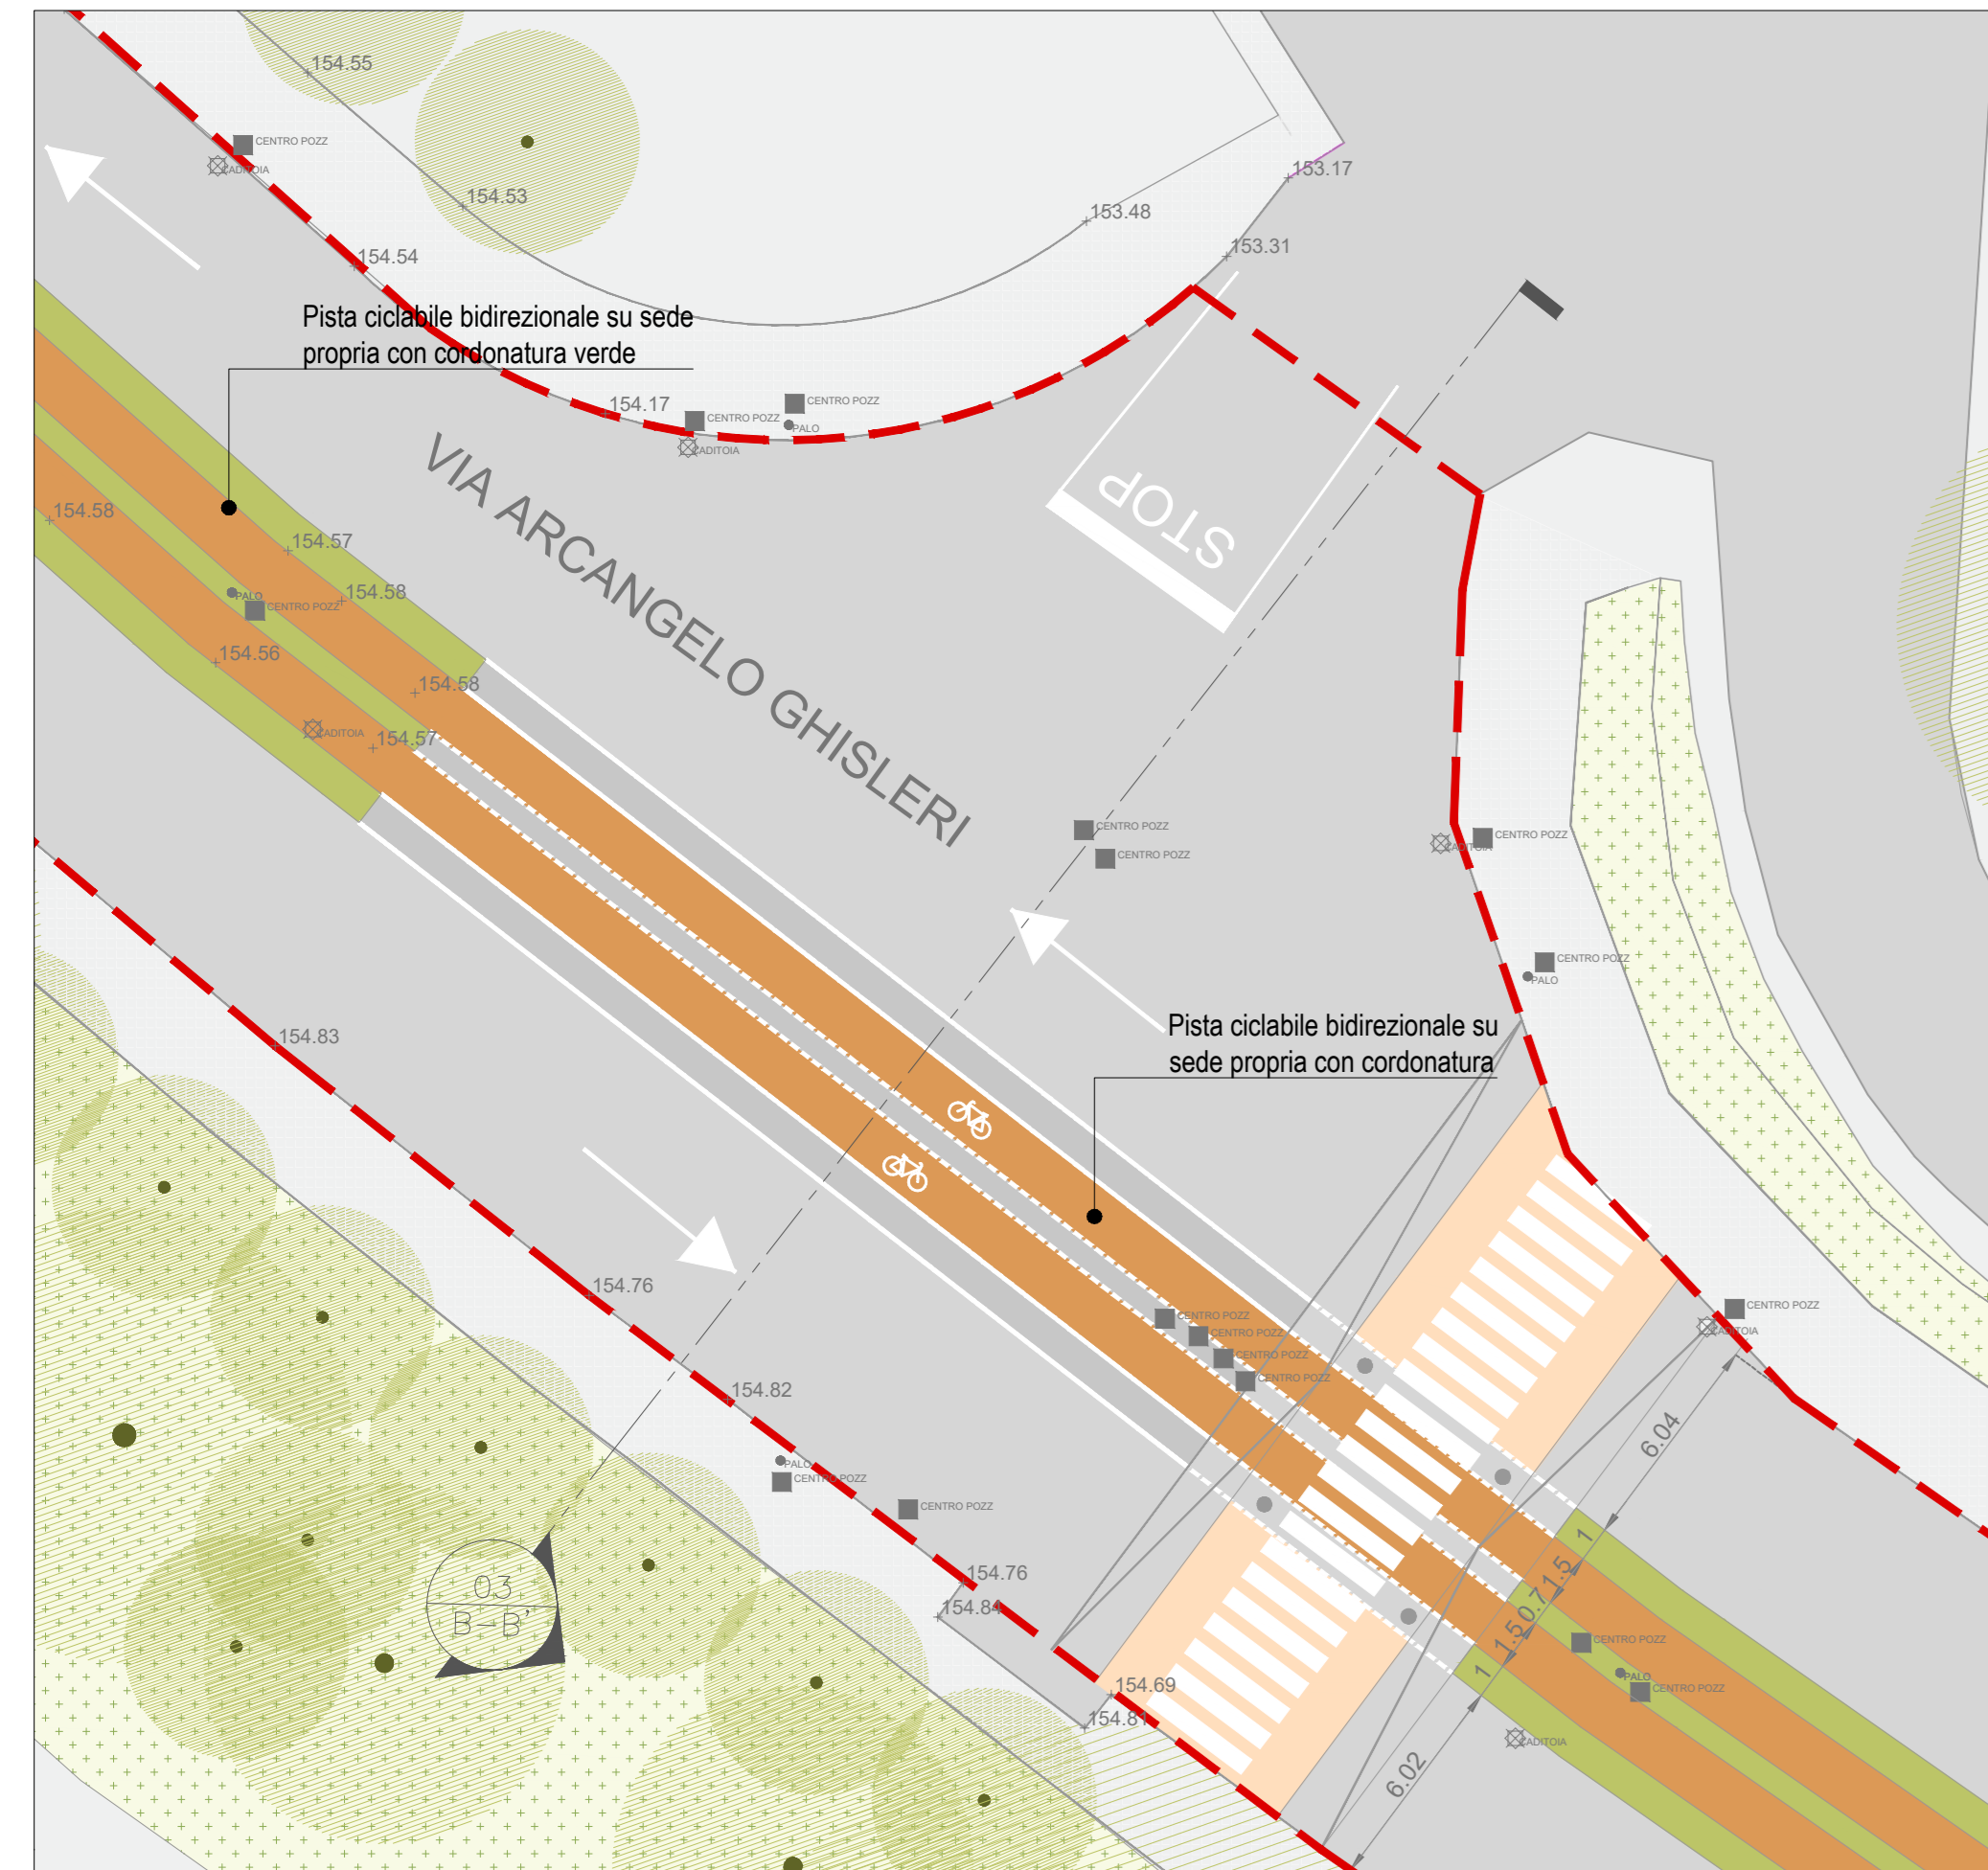 154.55
CENTRO POZZ
CADITOIA
153.17
154.53
153.48
153.31
154.54
Pista ciclabile bidirezionale su sede
propria con cordonatura verde
154.17
CENTRO POZZ
CENTRO POZZ
PALO
CADITOIA
VIA ARCANGELO GHISLERI
STOP
154.58
154.57
154.58
PALO
CENTRO POZZ
154.56
154.58
CADITOIA
154.57
CENTRO POZZ
CENTRO POZZ
CENTRO POZZ
CADITOIA
CENTRO POZZ
PALO
154.83
Pista ciclabile bidirezionale su
sede propria con cordonatura
154.76
CENTRO POZZ
CENTRO POZZ
CENTRO POZZ
CENTRO POZZ
CENTRO POZZ
CADITOIA
154.82
6.04
PALO
CENTRO POZZ
CENTRO POZZ
154.76
154.84
03
B-B'
1
1.5
0.7
1.5
1
CENTRO POZZ
PALO
CENTRO POZZ
154.69
154.81
CADITOIA
6.02